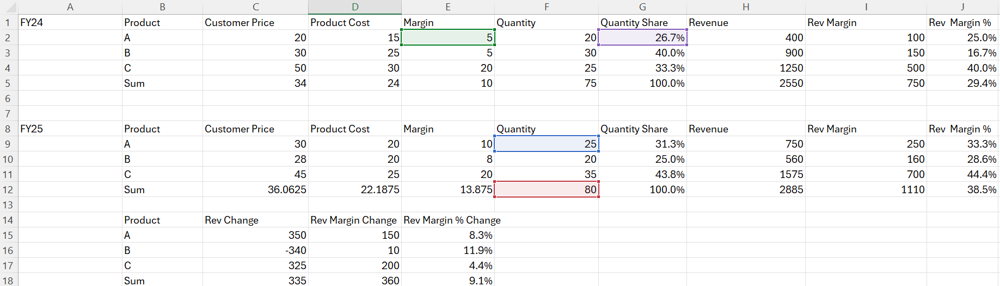 A B C D E F G H I J
1 FY24 Product Customer Price Product Cost Margin Quantity Quantity Share Revenue Rev Margin Rev Margin %
2 A 20 15 5 20 26.7% 400 100 25.0%
3 B 30 25 5 30 40.0% 900 150 16.7%
4 C 50 30 20 25 33.3% 1250 500 40.0%
5 Sum 34 24 10 75 100.0% 2550 750 29.4%
6
7
8 FY25 Product Customer Price Product Cost Margin Quantity Quantity Share Revenue Rev Margin Rev Margin %
9 A 30 20 10 25 31.3% 750 250 33.3%
10 B 28 20 8 20 25.0% 560 160 28.6%
11 C 45 25 20 35 43.8% 1575 700 44.4%
12 Sum 36.0625 22.1875 13.875 80 100.0% 2885 1110 38.5%
13
14 Product Rev Change Rev Margin Change Rev Margin % Change
15 A 350 150 8.3%
16 B -340 10 11.9%
17 C 325 200 4.4%
18 Sum 335 360 9.1%